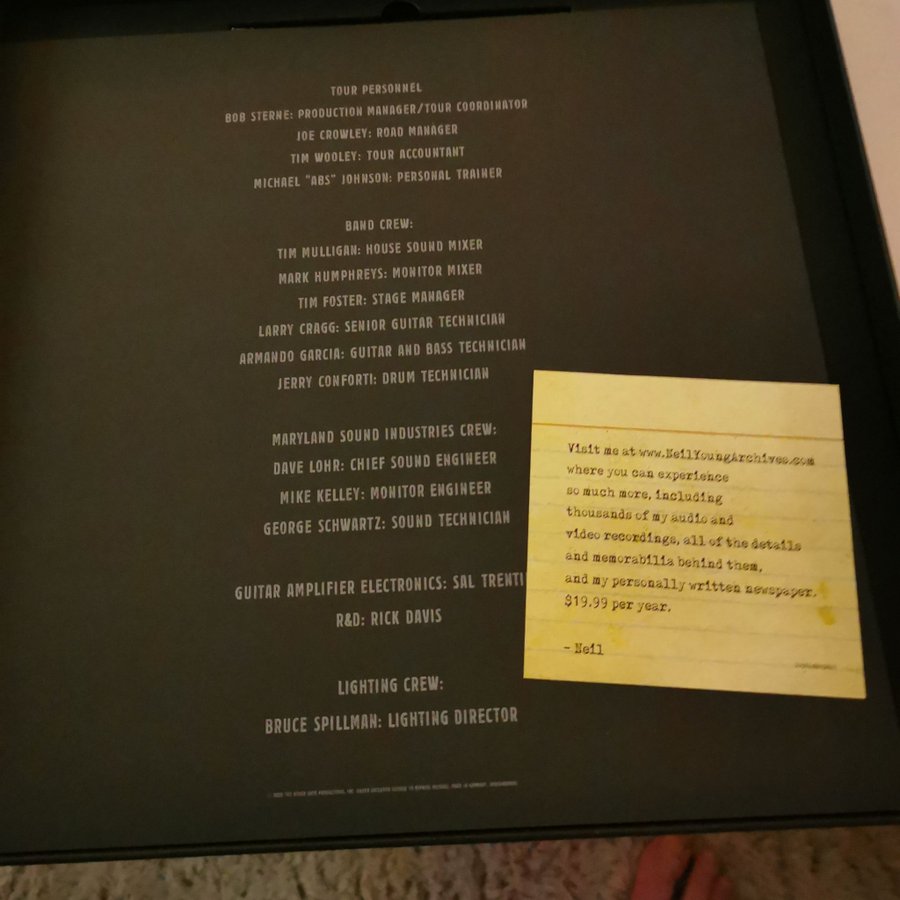 TOUR PERSONNEL
BOB STERNE: PRODUCTION MANAGER/TOUR COORDINATOR
JOE CROWLEY: ROAD MANAGER
TIM WOOLEY: TOUR ACCOUNTANT
MICHAEL "ABS" JOHNSON: PERSONAL TRAINER
BAND CREW:
TIM MULLIGAN: HOUSE SOUND MIXER
MARK HUMPHREYS: MONITOR MIXER
TIM FOSTER: STAGE MANAGER
LARRY CRAGG: SENIOR GUITAR TECHNICIAN
ARMANDO GARCIA: GUITAR AND BASS TECHNICIAN
JERRY CONFORTI: DRUM TECHNICIAN
MARYLAND SOUND INDUSTRIES CREW:
DAVE LOHR: CHIEF SOUND ENGINEER
MIKE KELLEY: MONITOR ENGINEER
GEORGE SCHWARTZ: SOUND TECHNICIAN
GUITAR AMPLIFIER ELECTRONICS: SAL TRENTI
R&D: RICK DAVIS
LIGHTING CREW:
BRUCE SPILLMAN: LIGHTING DIRECTOR
Visit me at www.NeilYoungArchives.com
where you can experience
so much more, including
thousands of my audio and
video recordings, all of the details
and memorabilia behind them,
and my personally written newspaper.
$19.99 per year.
- Neil